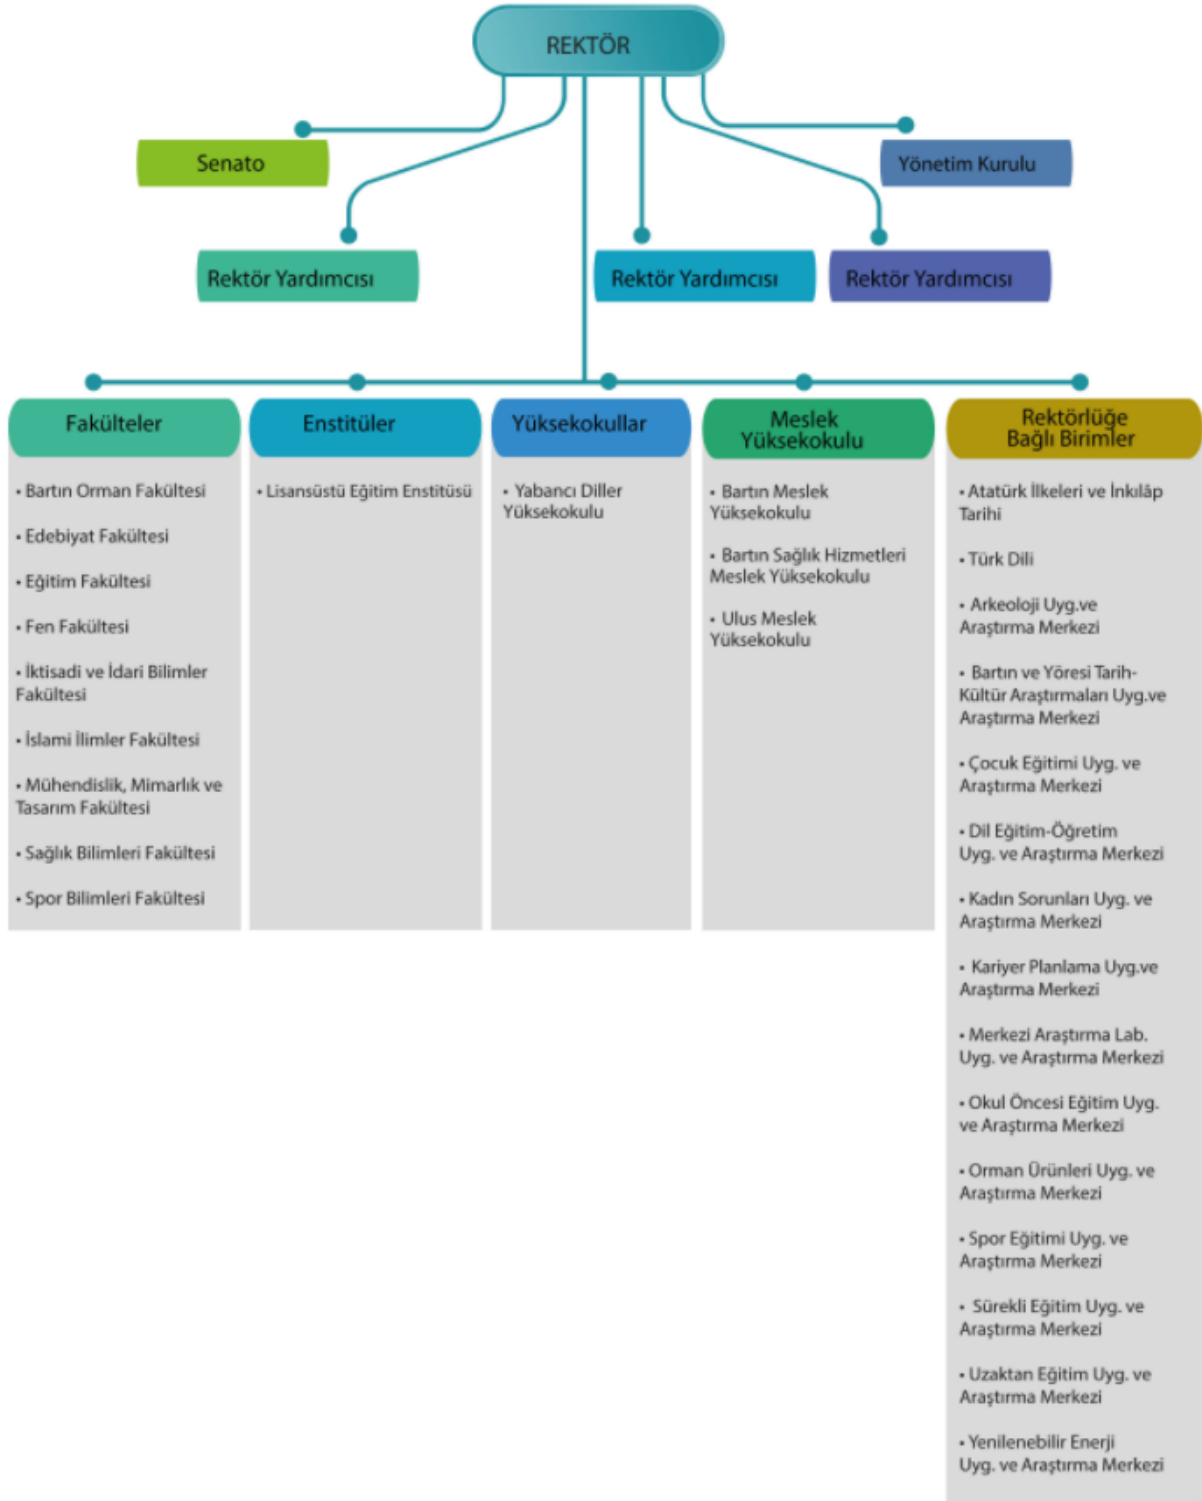 REKTÖR
Senato
Yönetim Kurulu
Rektör Yardımcısı
Rektör Yardımcısı
Rektör Yardımcısı
Fakülteler
• Bartın Orman Fakültesi
• Edebiyat Fakültesi
• Eğitim Fakültesi
• Fen Fakültesi
• İktisadi ve İdari Bilimler
Fakültesi
• İslami İlimler Fakültesi
• Mühendislik, Mimarlık ve
Tasarım Fakültesi
• Sağlık Bilimleri Fakültesi
• Spor Bilimleri Fakültesi
Enstitüler
• Lisansüstü Eğitim Enstitüsü
Yüksekokullar
• Yabancı Diller
Yüksekokulu
Meslek
Yüksekokulu
• Bartın Meslek
Yüksekokulu
• Bartın Sağlık Hizmetleri
Meslek Yüksekokulu
• Ulus Meslek
Yüksekokulu
Rektörlüğe
Bağlı Birimler
• Atatürk İlkeleri ve İnkılâp
Tarihi
• Türk Dili
• Arkeoloji Uyg.ve
Araştırma Merkezi
• Bartın ve Yöresi Tarih-
Kültür Araştırmaları Uyg.ve
Araştırma Merkezi
• Çocuk Eğitimi Uyg. ve
Araştırma Merkezi
• Dil Eğitim-Öğretim
Uyg. ve Araştırma Merkezi
• Kadın Sorunları Uyg. ve
Araştırma Merkezi
• Kariyer Planlama Uyg.ve
Araştırma Merkezi
• Merkezi Araştırma Lab.
Uyg. ve Araştırma Merkezi
• Okul Öncesi Eğitim Uyg.
ve Araştırma Merkezi
• Orman Ürünleri Uyg. ve
Araştırma Merkezi
• Spor Eğitimi Uyg. ve
Araştırma Merkezi
• Sürekli Eğitim Uyg. ve
Araştırma Merkezi
• Uzaktan Eğitim Uyg. ve
Araştırma Merkezi
• Yenilenebilir Enerji
Uyg. ve Araştırma Merkezi